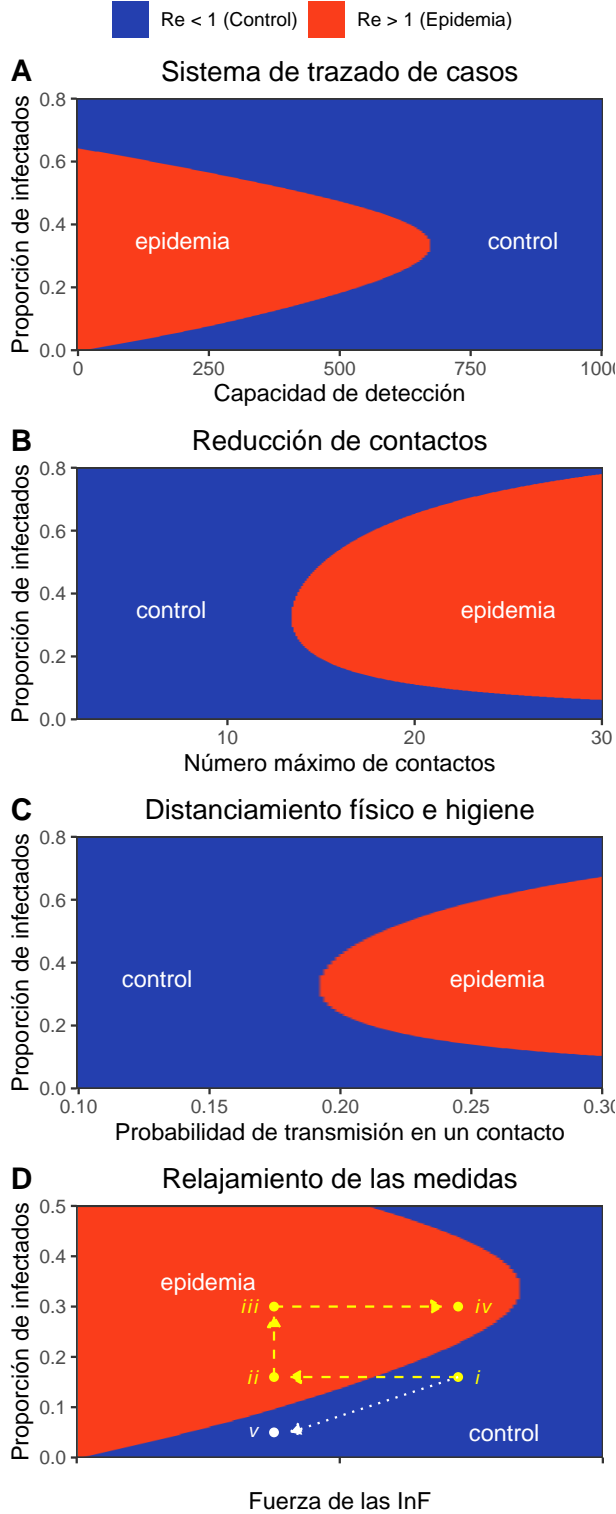 Re < 1 (Control) Re > 1 (Epidemia)
A Sistema de trazado de casos
Proporción de infectados
0.8
0.6
0.4
0.2
0.0
epidemia control
0 250 500 750 1000
Capacidad de detección
B Reducción de contactos
Proporción de infectados
0.8
0.6
0.4
0.2
0.0
control epidemia
10 20 30
Número máximo de contactos
C Distanciamiento físico e higiene
Proporción de infectados
0.8
0.6
0.4
0.2
0.0
control epidemia
0.10 0.15 0.20 0.25 0.30
Probabilidad de transmisión en un contacto
D Relajamiento de las medidas
Proporción de infectados
0.5
0.4
0.3
0.2
0.1
0.0
epidemia
iii iv
ii i
v control
Fuerza de las InF